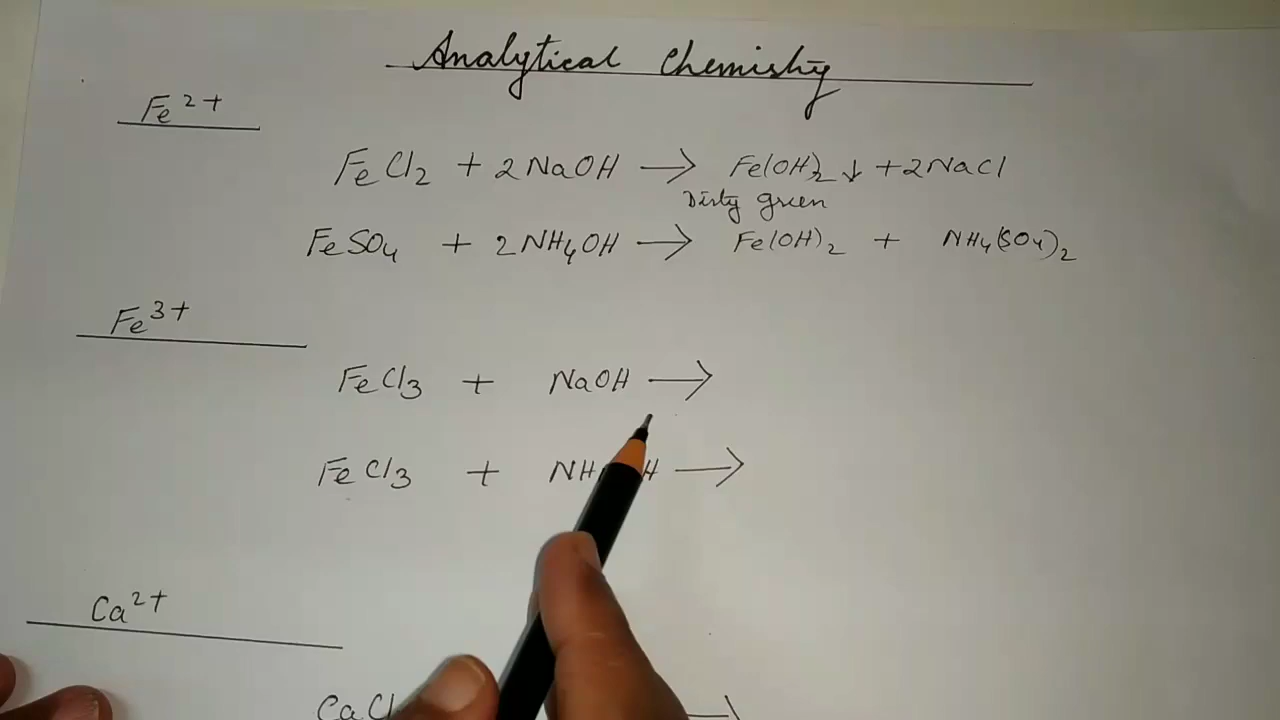 Analytical Chemistry
Fe²⁺
FeCl₂ + 2NaOH → Fe(OH)₂ ↓ + 2NaCl
Dirty green
FeSO₄ + 2NH₄OH → Fe(OH)₂ + NH₄(SO₄)₂
Fe³⁺
FeCl₃ + NaOH →
FeCl₃ + →
Ca²⁺
→